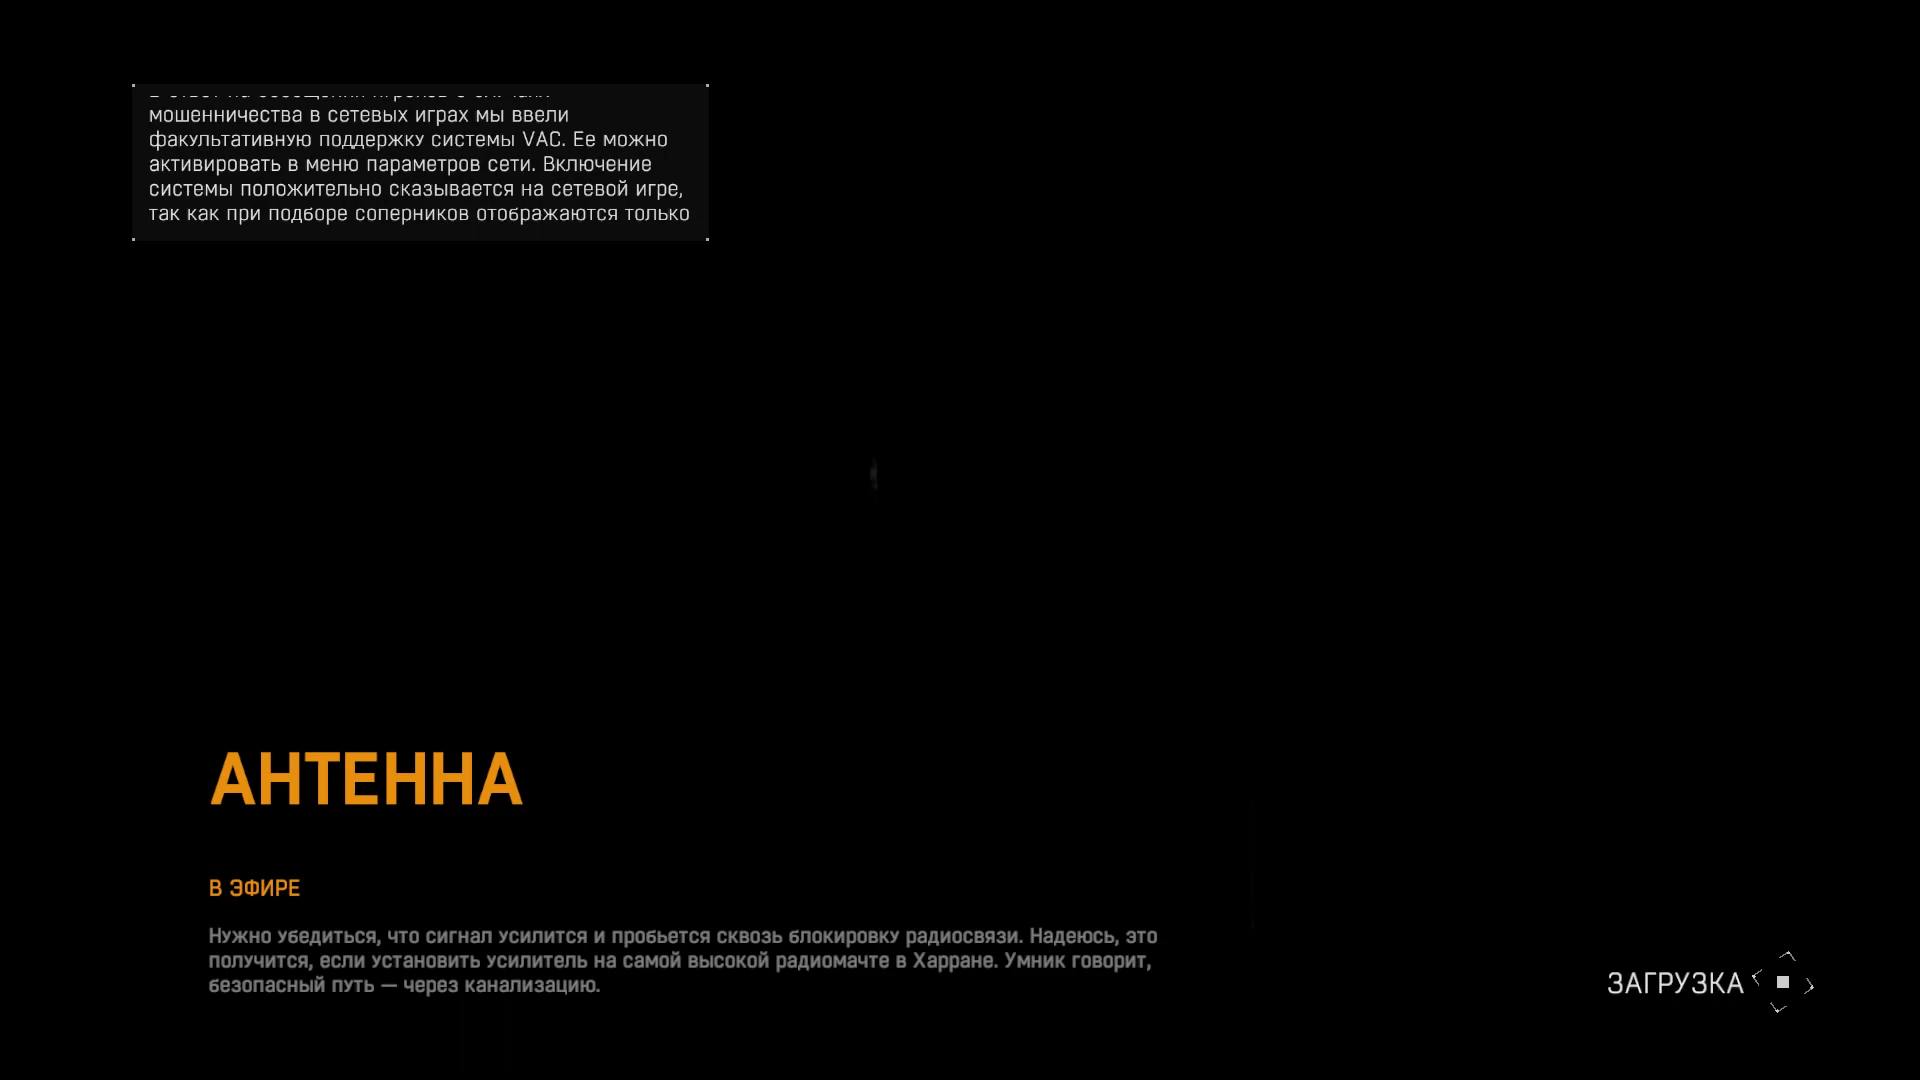 мошенничества в сетевых играх мы ввели
факультативную поддержку системы VAC. Ее можно
активировать в меню параметров сети. Включение
системы положительно сказывается на сетевой игре,
так как при подборе соперников отображаются только
АНТЕННА
В ЭФИРЕ
Нужно убедиться, что сигнал усилится и пробьется сквозь блокировку радиосвязи. Надеюсь, это
получится, если установить усилитель на самой высокой радиомачте в Харране. Умник говорит,
безопасный путь — через канализацию.
ЗАГРУЗКА